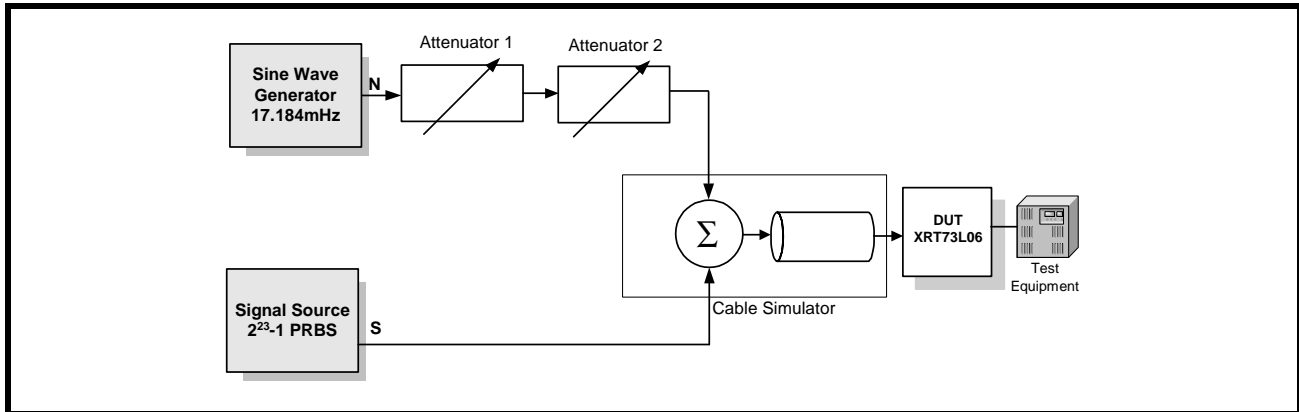 Attenuator 1
Attenuator 2
Sine Wave
Generator
17.184mHz
N
Σ
DUT
XRT73L06
Test
Equipment
Cable Simulator
Signal Source
2²³-1 PRBS
S